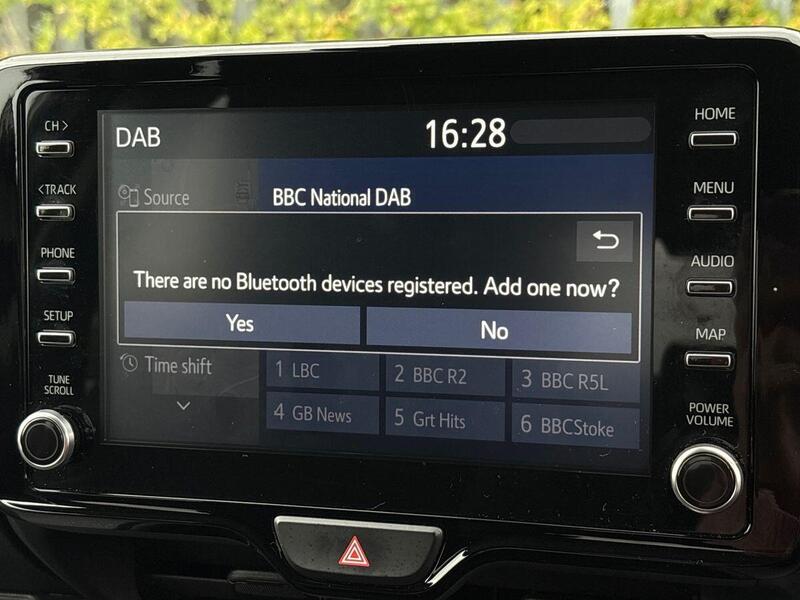 CH >
<TRACK
PHONE
SETUP
TUNE
SCROLL
DAB
16:28
Source
BBC National DAB
There are no Bluetooth devices registered. Add one now?
Yes
No
Time shift
1 LBC
2 BBC R2
3 BBC R5L
4 GB News
5 Grt Hits
6 BBCStoke
HOME
MENU
AUDIO
MAP
POWER
VOLUME